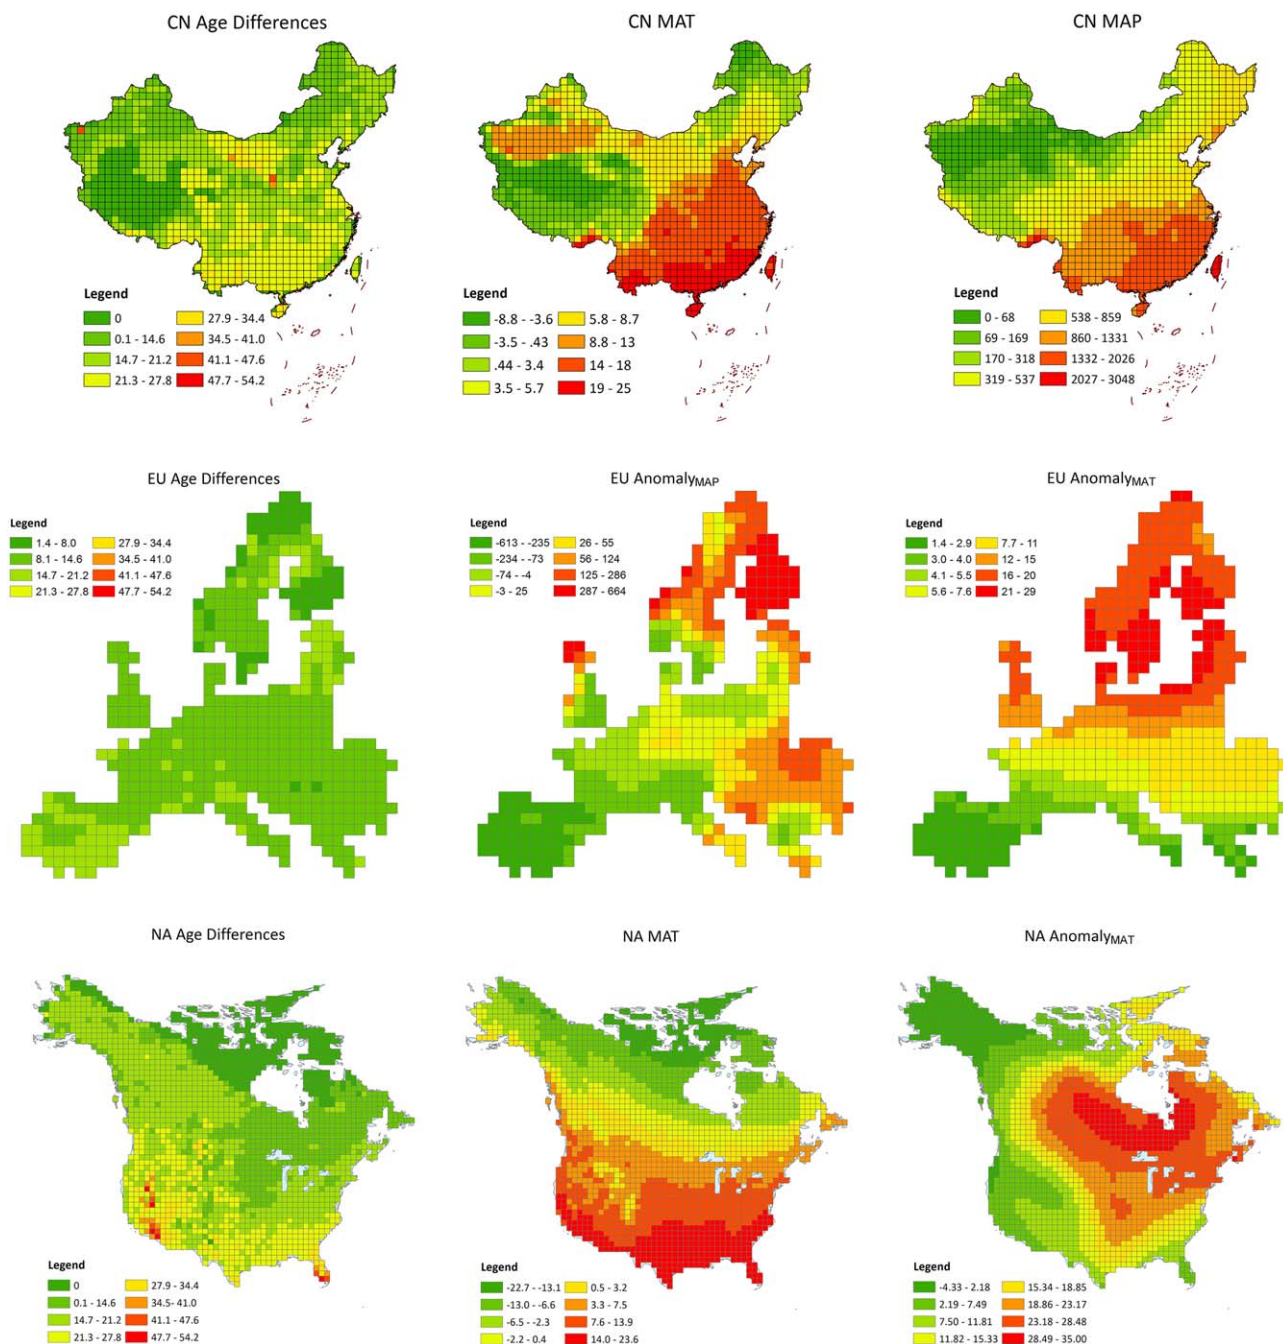 CN Age Differences
CN MAT
CN MAP
Legend
0
0.1 - 14.6
14.7 - 21.2
21.3 - 27.8
27.9 - 34.4
34.5 - 41.0
41.1 - 47.6
47.7 - 54.2
Legend
-8.8 - -3.6
-3.5 - .43
.44 - 3.4
3.5 - 5.7
5.8 - 8.7
8.8 - 13
14 - 18
19 - 25
Legend
0 - 68
69 - 169
170 - 318
319 - 537
538 - 859
860 - 1331
1332 - 2026
2027 - 3048
EU Age Differences
EU AnomalyMAP
EU AnomalyMAT
Legend
1.4 - 8.0
8.1 - 14.6
14.7 - 21.2
21.3 - 27.8
27.9 - 34.4
34.5 - 41.0
41.1 - 47.6
47.7 - 54.2
Legend
-613 - -235
-234 - -73
-74 - -4
-3 - 25
26 - 55
56 - 124
125 - 286
287 - 664
Legend
1.4 - 2.9
3.0 - 4.0
4.1 - 5.5
5.6 - 7.6
7.7 - 11
12 - 15
16 - 20
21 - 29
NA Age Differences
NA MAT
NA AnomalyMAT
Legend
0
0.1 - 14.6
14.7 - 21.2
21.3 - 27.8
27.9 - 34.4
34.5 - 41.0
41.1 - 47.6
47.7 - 54.2
Legend
-22.7 - -13.1
-13.0 - -6.6
-6.5 - -2.3
-2.2 - 0.4
0.5 - 3.2
3.3 - 7.5
7.6 - 13.9
14.0 - 23.6
Legend
-4.33 - 2.18
2.19 - 7.49
7.50 - 11.81
11.82 - 15.33
15.34 - 18.85
18.86 - 23.17
23.18 - 28.48
28.49 - 35.00